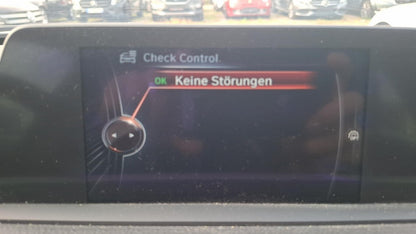 Check Control
OK Keine Störungen